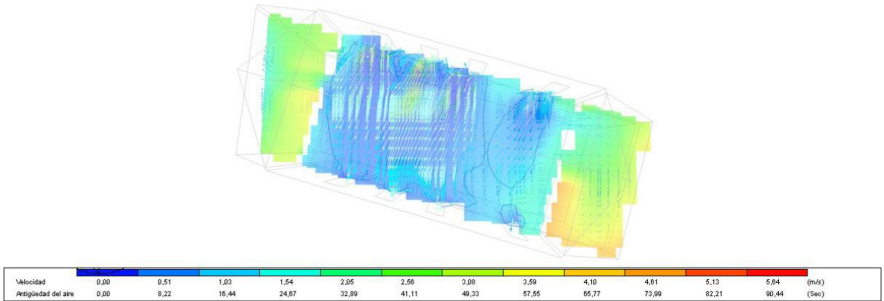 Velocidad 0,00 0,51 1,03 1,54 2,05 2,56 3,08 3,59 4,10 4,61 5,13 5,64 (m/s)
Antigüedad del aire 0,00 8,22 16,44 24,67 32,89 41,11 49,33 57,55 65,77 73,99 82,21 90,44 (Sec)